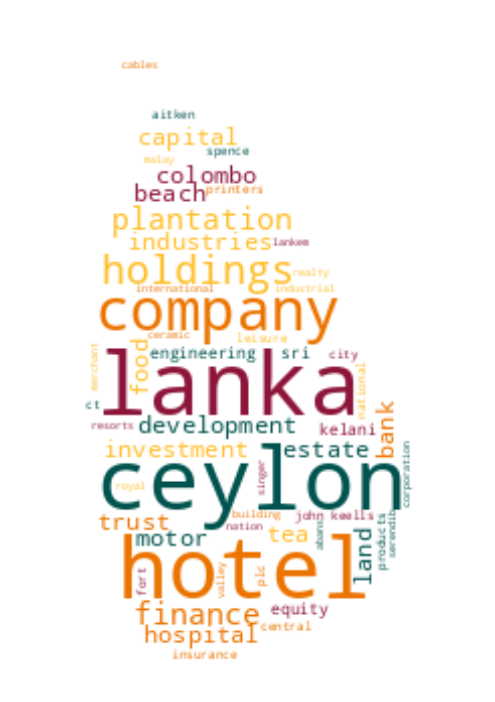 cables
aitken
capital
spence
malay
colombo
beach printers
plantation
industries lankem
holdings realty
international industrial
company
ceramic leisure
merchant food engineering sri city
lanka national
ct
resorts development kelani bank
investment estate corporation
ceylon singer
royal
building john keells products serendib
trust nation tea abans
motor land
hotel
fort valley plc
finance equity
hospital central
insurance